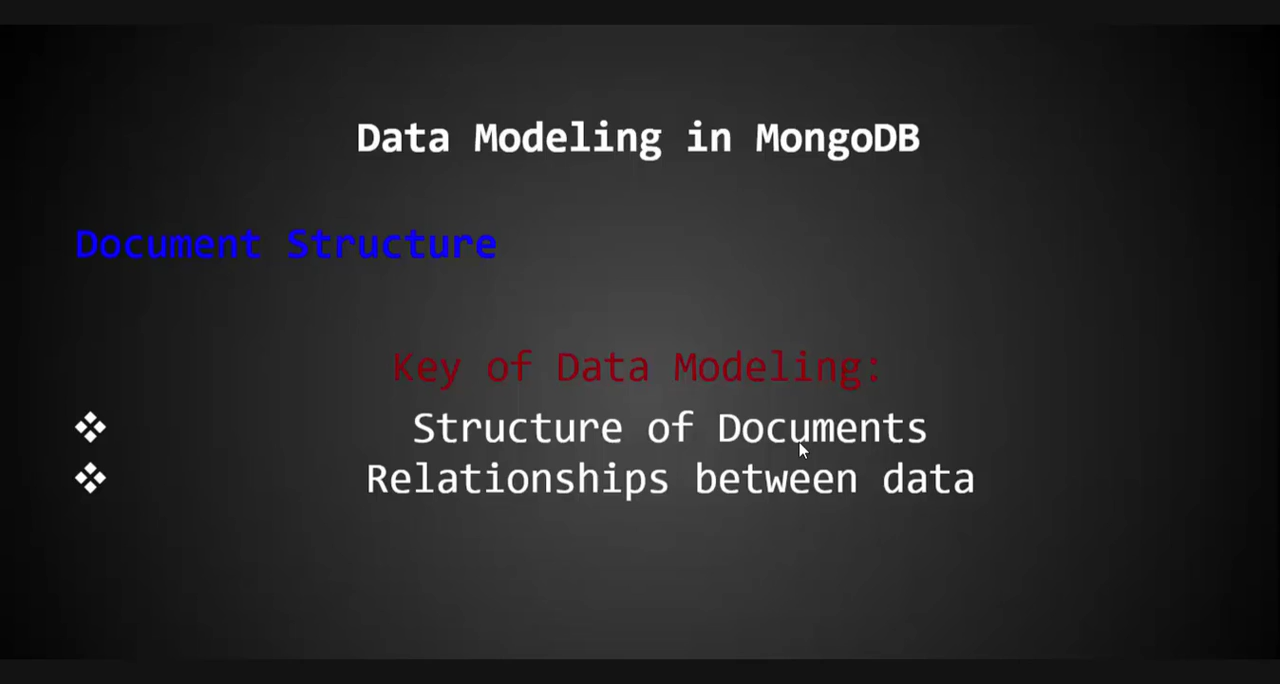 Data Modeling in MongoDB
Document Structure
Key of Data Modeling:
❖ Structure of Documents
❖ Relationships between data